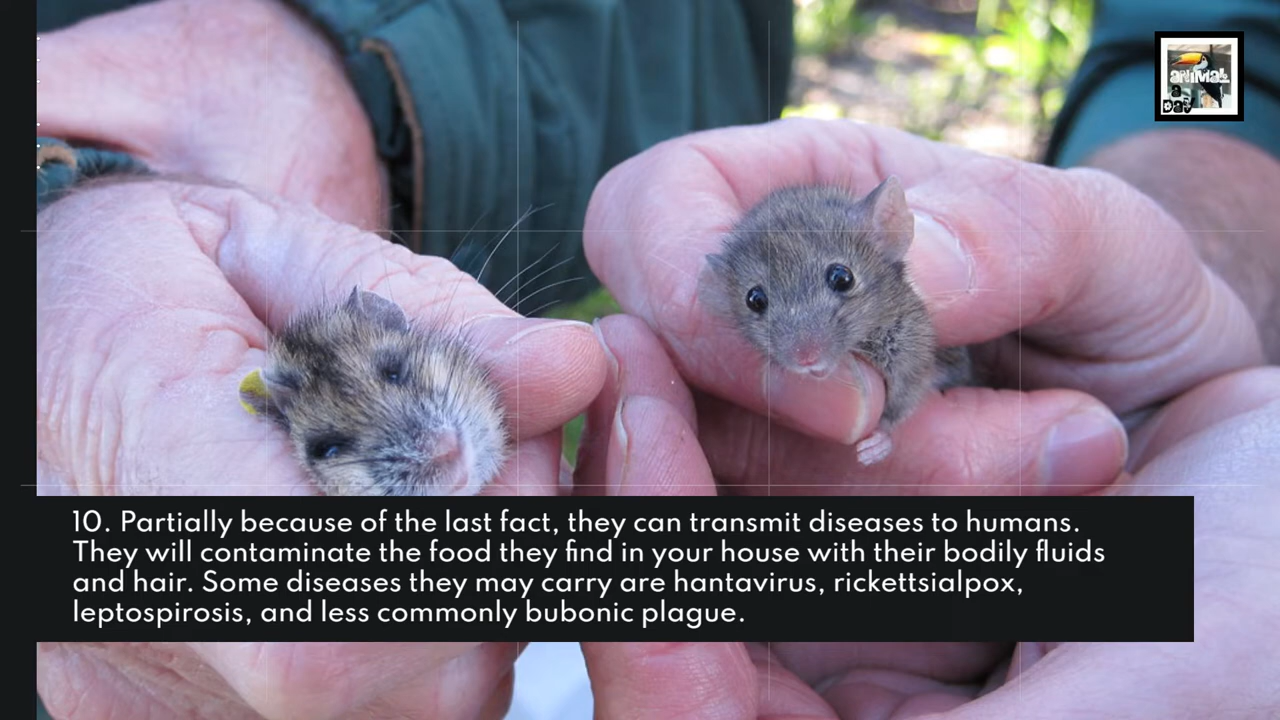 ANIMAL
a
DAY
10. Partially because of the last fact, they can transmit diseases to humans.
They will contaminate the food they find in your house with their bodily fluids
and hair. Some diseases they may carry are hantavirus, rickettsialpox,
leptospirosis, and less commonly bubonic plague.